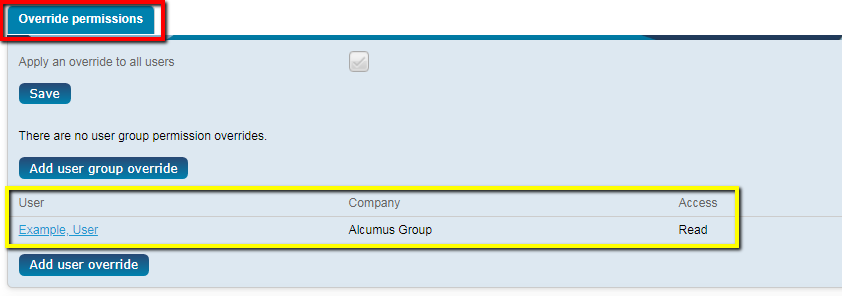 Override permissions
Apply an override to all users
Save
There are no user group permission overrides.
Add user group override
User Company Access
Example, User Alcumus Group Read
Add user override